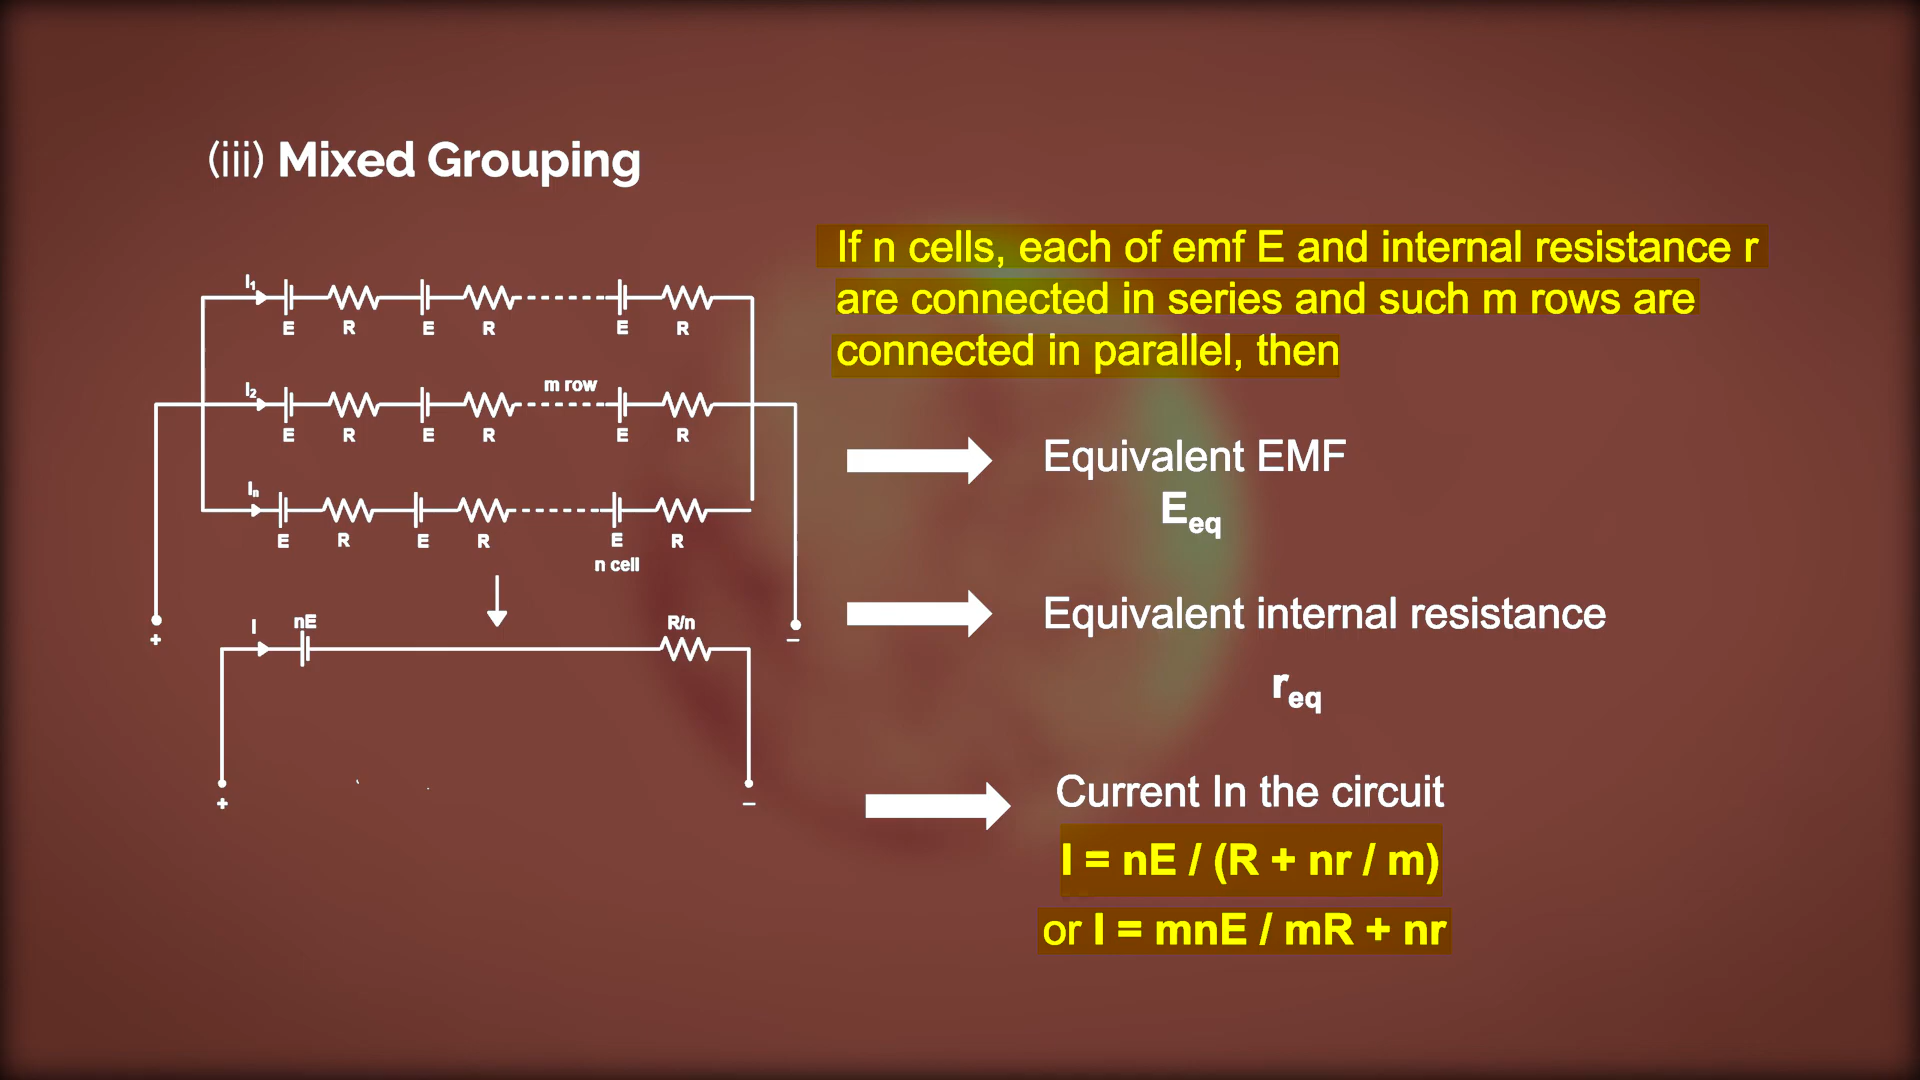 (iii) Mixed Grouping
If n cells, each of emf E and internal resistance r
are connected in series and such m rows are
connected in parallel, then
I₁
E R E R E R
I₂ m row
E R E R E R
Iₙ
E R E R E R
n cell
+ −
I nE R/n
+ −
Equivalent EMF
E_eq
Equivalent internal resistance
r_eq
Current In the circuit
I = nE / (R + nr / m)
or I = mnE / mR + nr